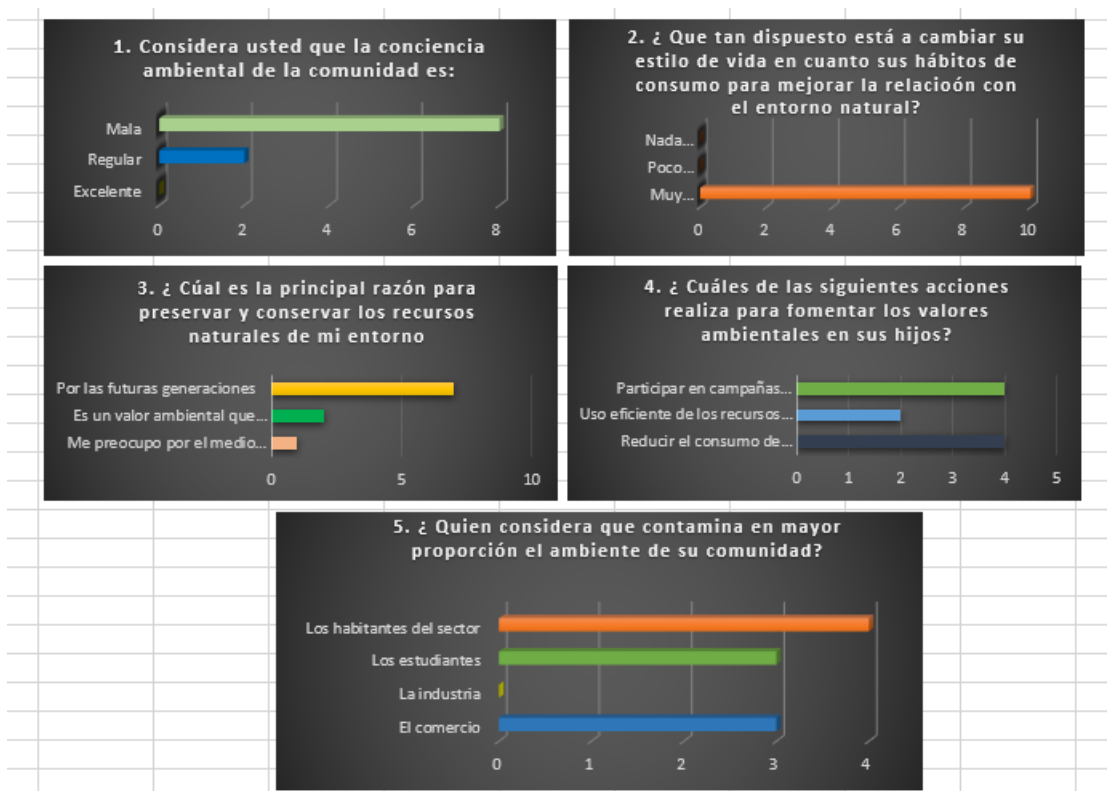 1. Considera usted que la conciencia
ambiental de la comunidad es:
Mala
Regular
Excelente
0 2 4 6 8
2. ¿ Que tan dispuesto está a cambiar su
estilo de vida en cuanto sus hábitos de
consumo para mejorar la relacioón con
el entorno natural?
Nada...
Poco...
Muy...
0 2 4 6 8 10
3. ¿ Cúal es la principal razón para
preservar y conservar los recursos
naturales de mi entorno
Por las futuras generaciones
Es un valor ambiental que...
Me preocupo por el medio...
0 5 10
4. ¿ Cuáles de las siguientes acciones
realiza para fomentar los valores
ambientales en sus hijos?
Participar en campañas...
Uso eficiente de los recursos...
Reducir el consumo de...
0 1 2 3 4 5
5. ¿ Quien considera que contamina en mayor
proporción el ambiente de su comunidad?
Los habitantes del sector
Los estudiantes
La industria
El comercio
0 1 2 3 4